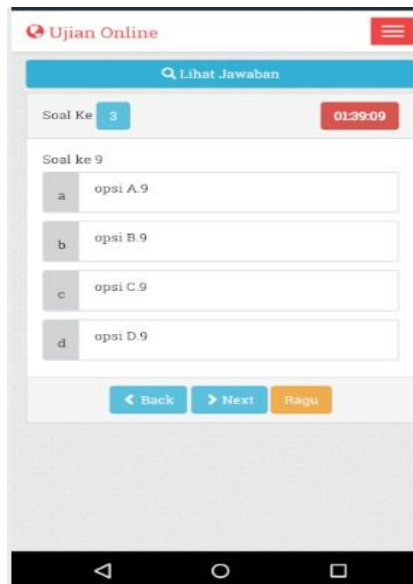 Ujian Online
Lihat Jawaban
Soal Ke 3 01:39:09
Soal ke 9
a opsi A.9
b opsi B.9
c opsi C.9
d opsi D.9
Back Next Ragu